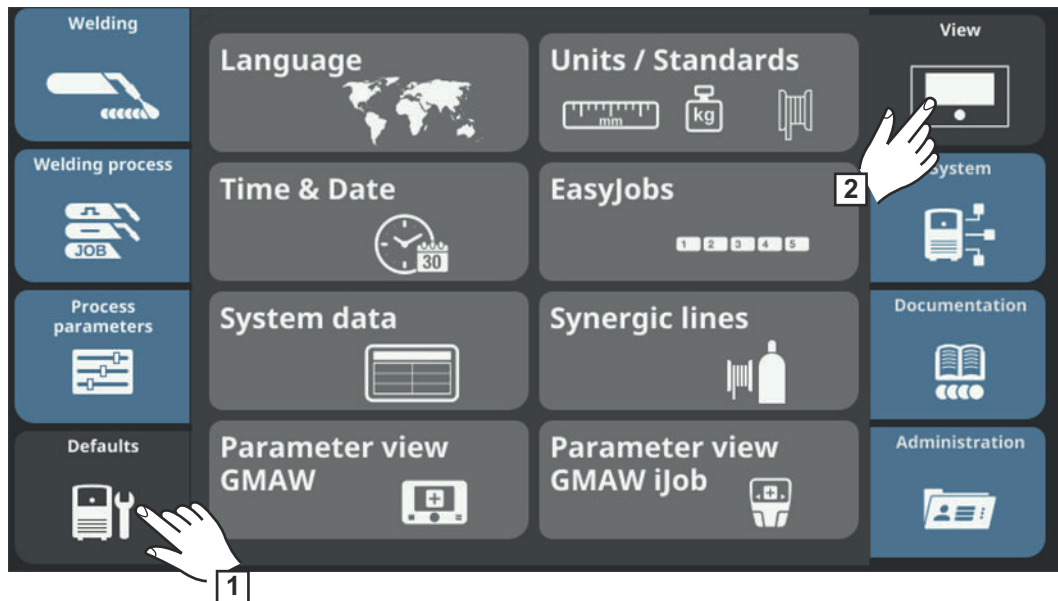 Welding
Welding process
JOB
Process
parameters
Defaults
1
Language
Units / Standards
mm
kg
Time & Date
30
EasyJobs
1 2 3 4 5
System data
Synergic lines
Parameter view
GMAW
Parameter view
GMAW iJob
View
2
System
Documentation
Administration